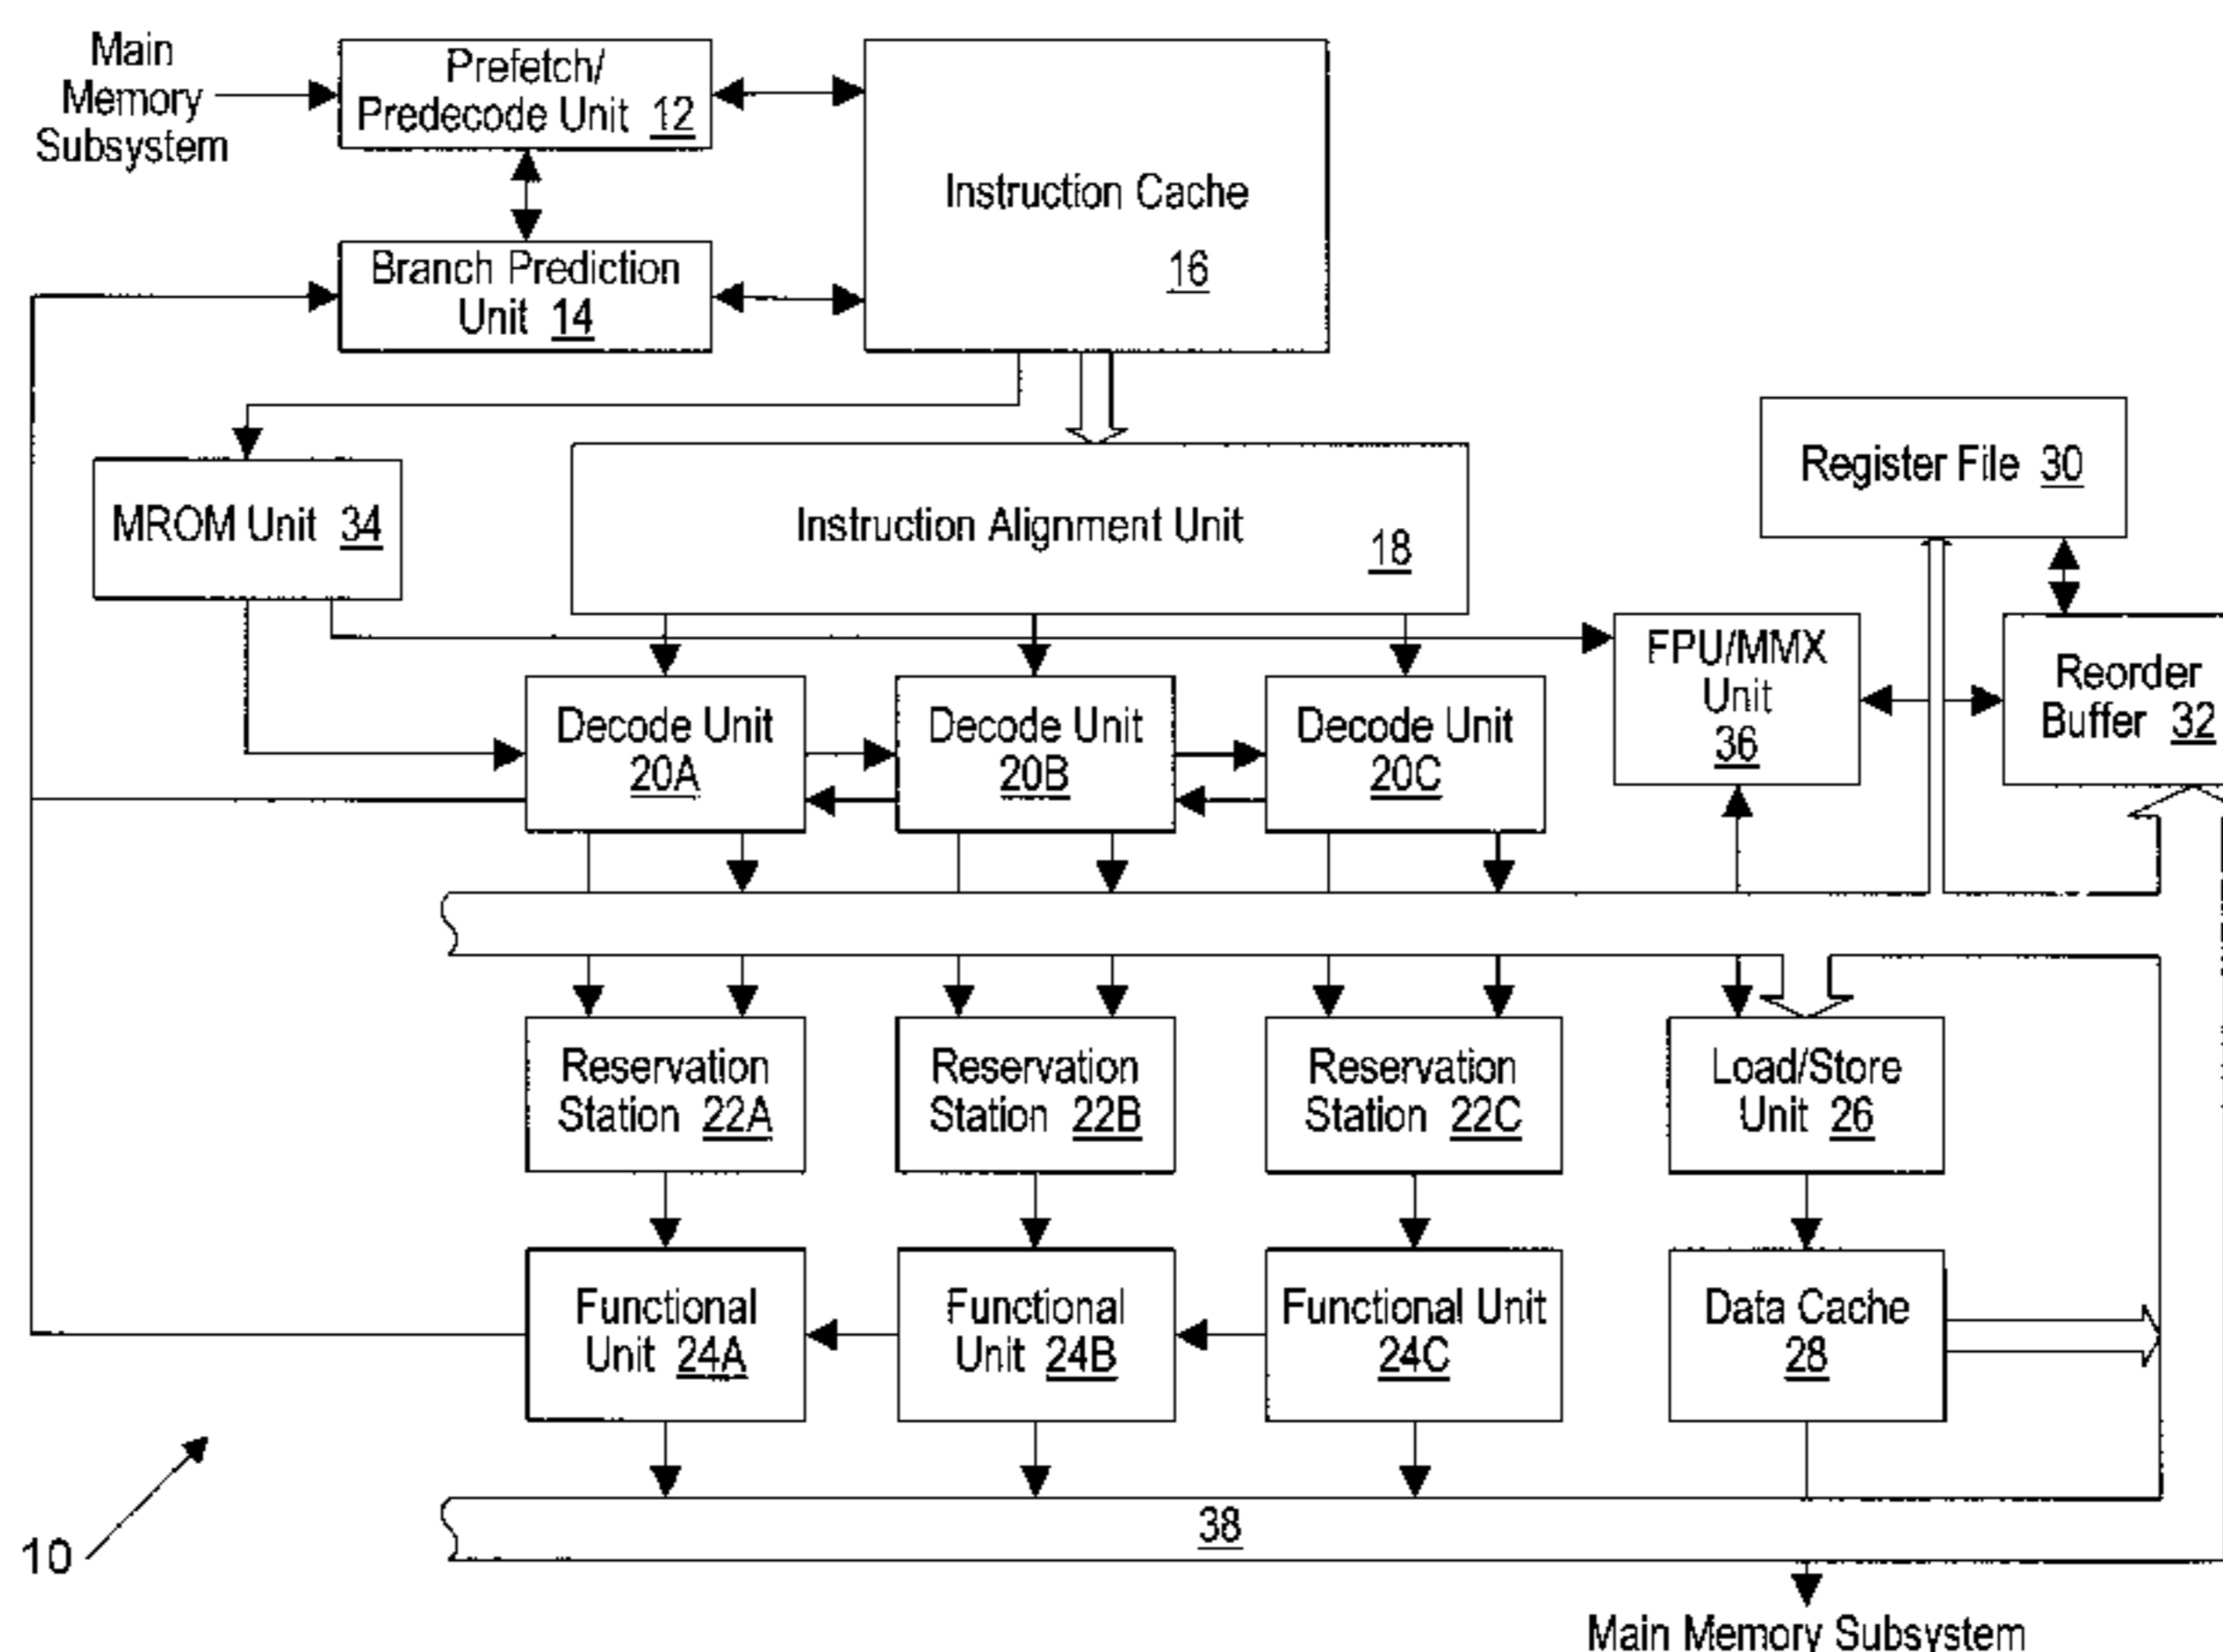 Main
Memory
Subsystem
Prefetch/
Predecode Unit 12
Instruction Cache
16
Branch Prediction
Unit 14
MROM Unit 34
Instruction Alignment Unit
18
Register File 30
FPU/MMX
Unit
36
Reorder
Buffer 32
Decode Unit
20A
Decode Unit
20B
Decode Unit
20C
Reservation
Station 22A
Reservation
Station 22B
Reservation
Station 22C
Load/Store
Unit 26
Functional
Unit 24A
Functional
Unit 24B
Functional Unit
24C
Data Cache
28
38
10
Main Memory Subsystem